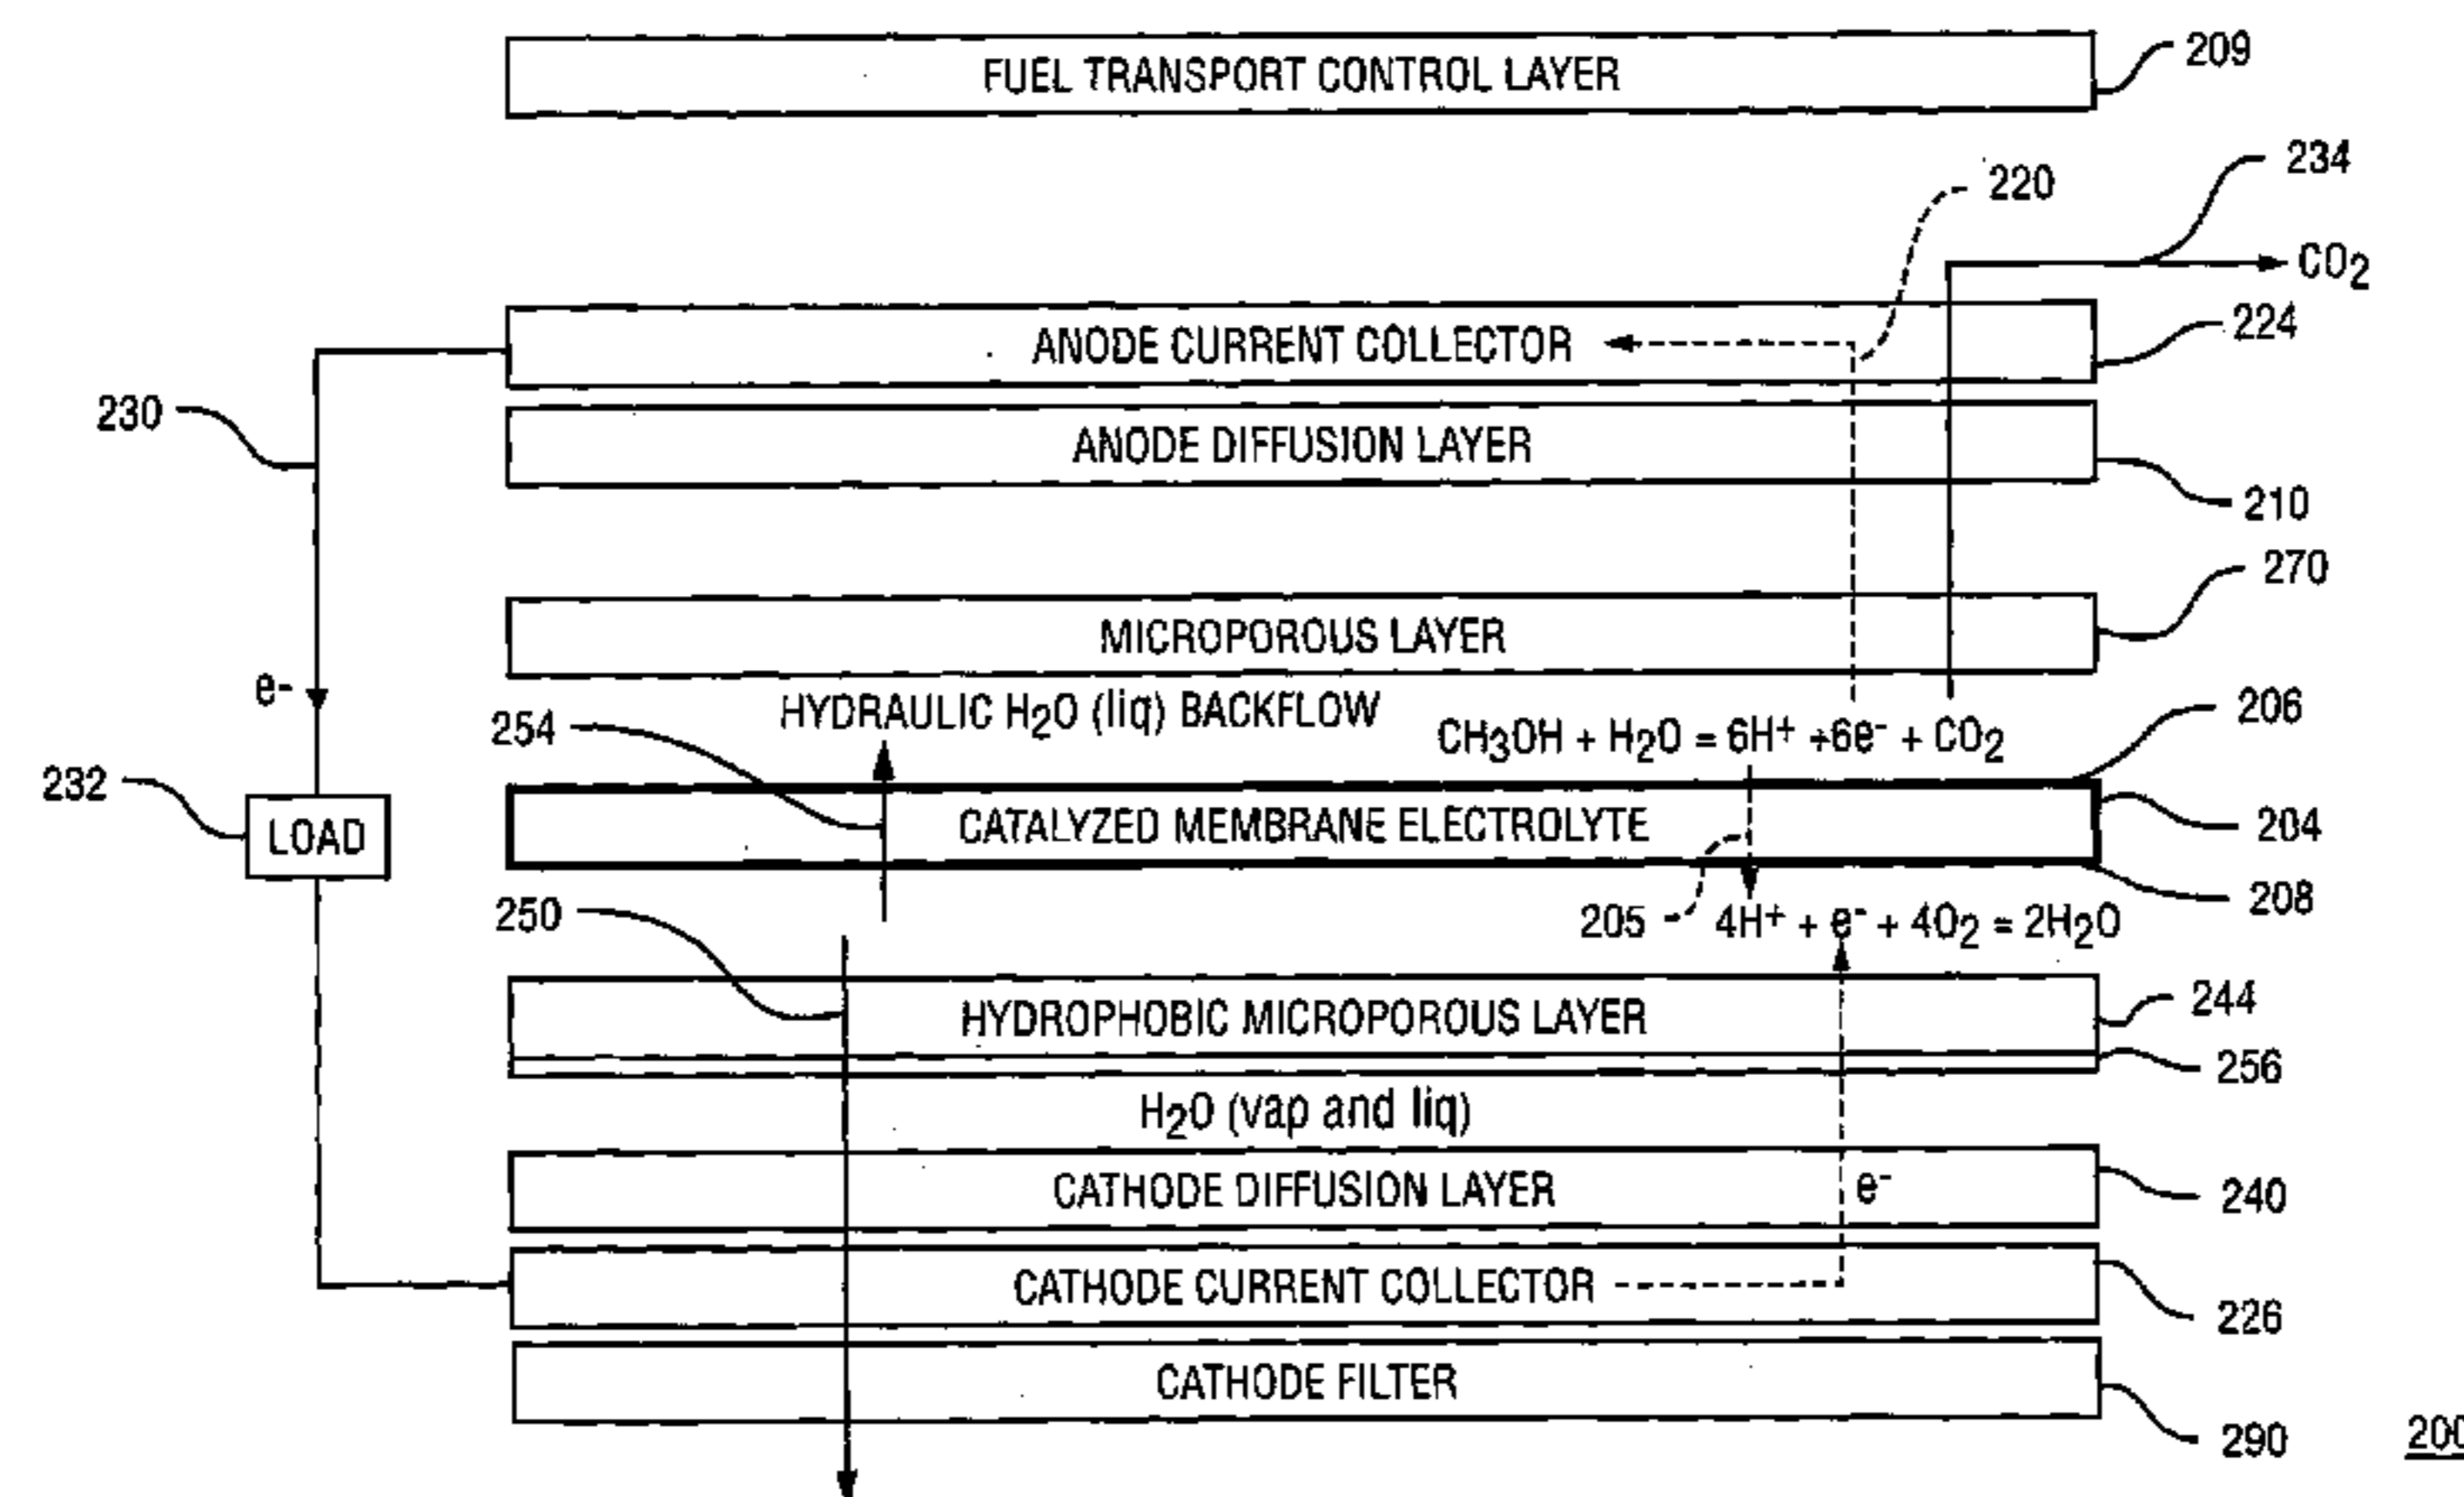 FUEL TRANSPORT CONTROL LAYER 209
234
220
CO2
ANODE CURRENT COLLECTOR 224
230
ANODE DIFFUSION LAYER
210
270
MICROPOROUS LAYER
e-
206
HYDRAULIC H2O (liq) BACKFLOW
254
CH3OH + H2O = 6H+ +6e- + CO2
232
LOAD
CATALYZED MEMBRANE ELECTROLYTE 204
208
250
205
4H+ + e- + 4O2 = 2H2O
244
HYDROPHOBIC MICROPOROUS LAYER
256
H2O (vap and liq)
CATHODE DIFFUSION LAYER e- 240
CATHODE CURRENT COLLECTOR
226
CATHODE FILTER
290
200